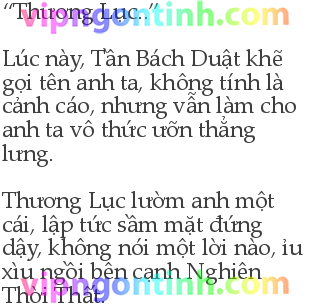 “Thương Lục..”
vipngontinh.com
Lúc này, Tần Bách Duật khẽ
gọi tên anh ta, không tính là
cảnh cáo, nhưng vẫn làm cho
anh ta vô thức ưỡn thẳng
lưng.
Thương Lục lườm anh một
cái, lập tức sầm mặt đứng
dậy, không nói một lời nào, ỉu
xìu ngồi bên cạnh Nghiên
Thời Thất.
vipngontinh.com